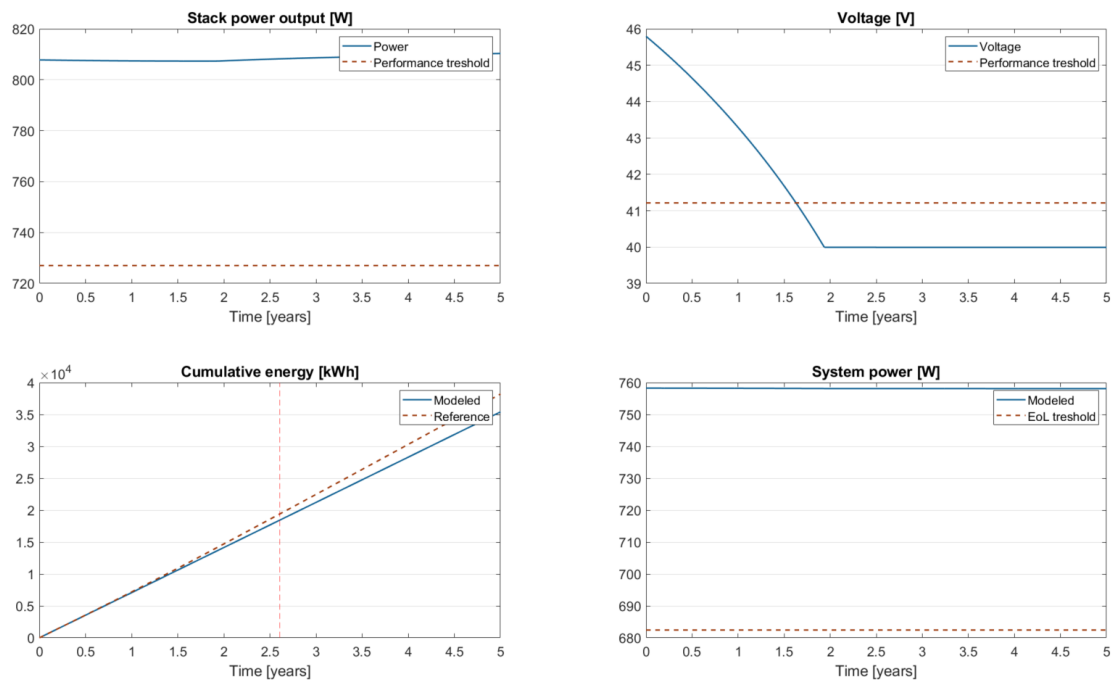 Stack power output [W]
820
800
780
760
740
720
Power
Performance treshold
0 0.5 1 1.5 2 2.5 3 3.5 4 4.5 5
Time [years]
Voltage [V]
46
45
44
43
42
41
40
39
Voltage
Performance treshold
0 0.5 1 1.5 2 2.5 3 3.5 4 4.5 5
Time [years]
Cumulative energy [kWh]
× 10^4
4
3.5
3
2.5
2
1.5
1
0.5
0
Modeled
Reference
0 0.5 1 1.5 2 2.5 3 3.5 4 4.5 5
Time [years]
System power [W]
760
750
740
730
720
710
700
690
680
Modeled
EoL treshold
0 0.5 1 1.5 2 2.5 3 3.5 4 4.5 5
Time [years]